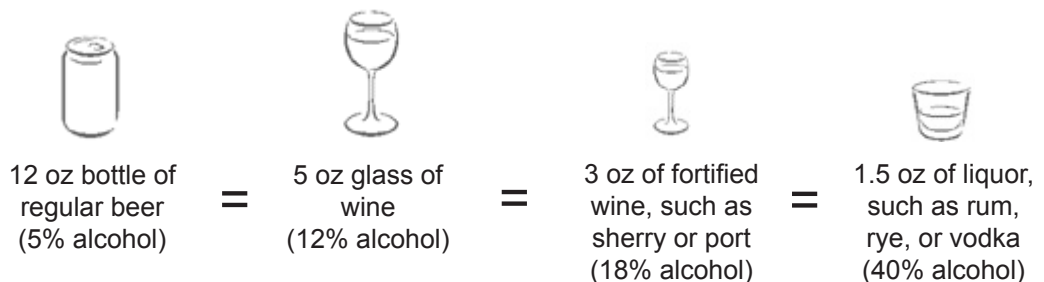 12 oz bottle of
regular beer
(5% alcohol)
=
5 oz glass of
wine
(12% alcohol)
=
3 oz of fortified
wine, such as
sherry or port
(18% alcohol)
=
1.5 oz of liquor,
such as rum,
rye, or vodka
(40% alcohol)